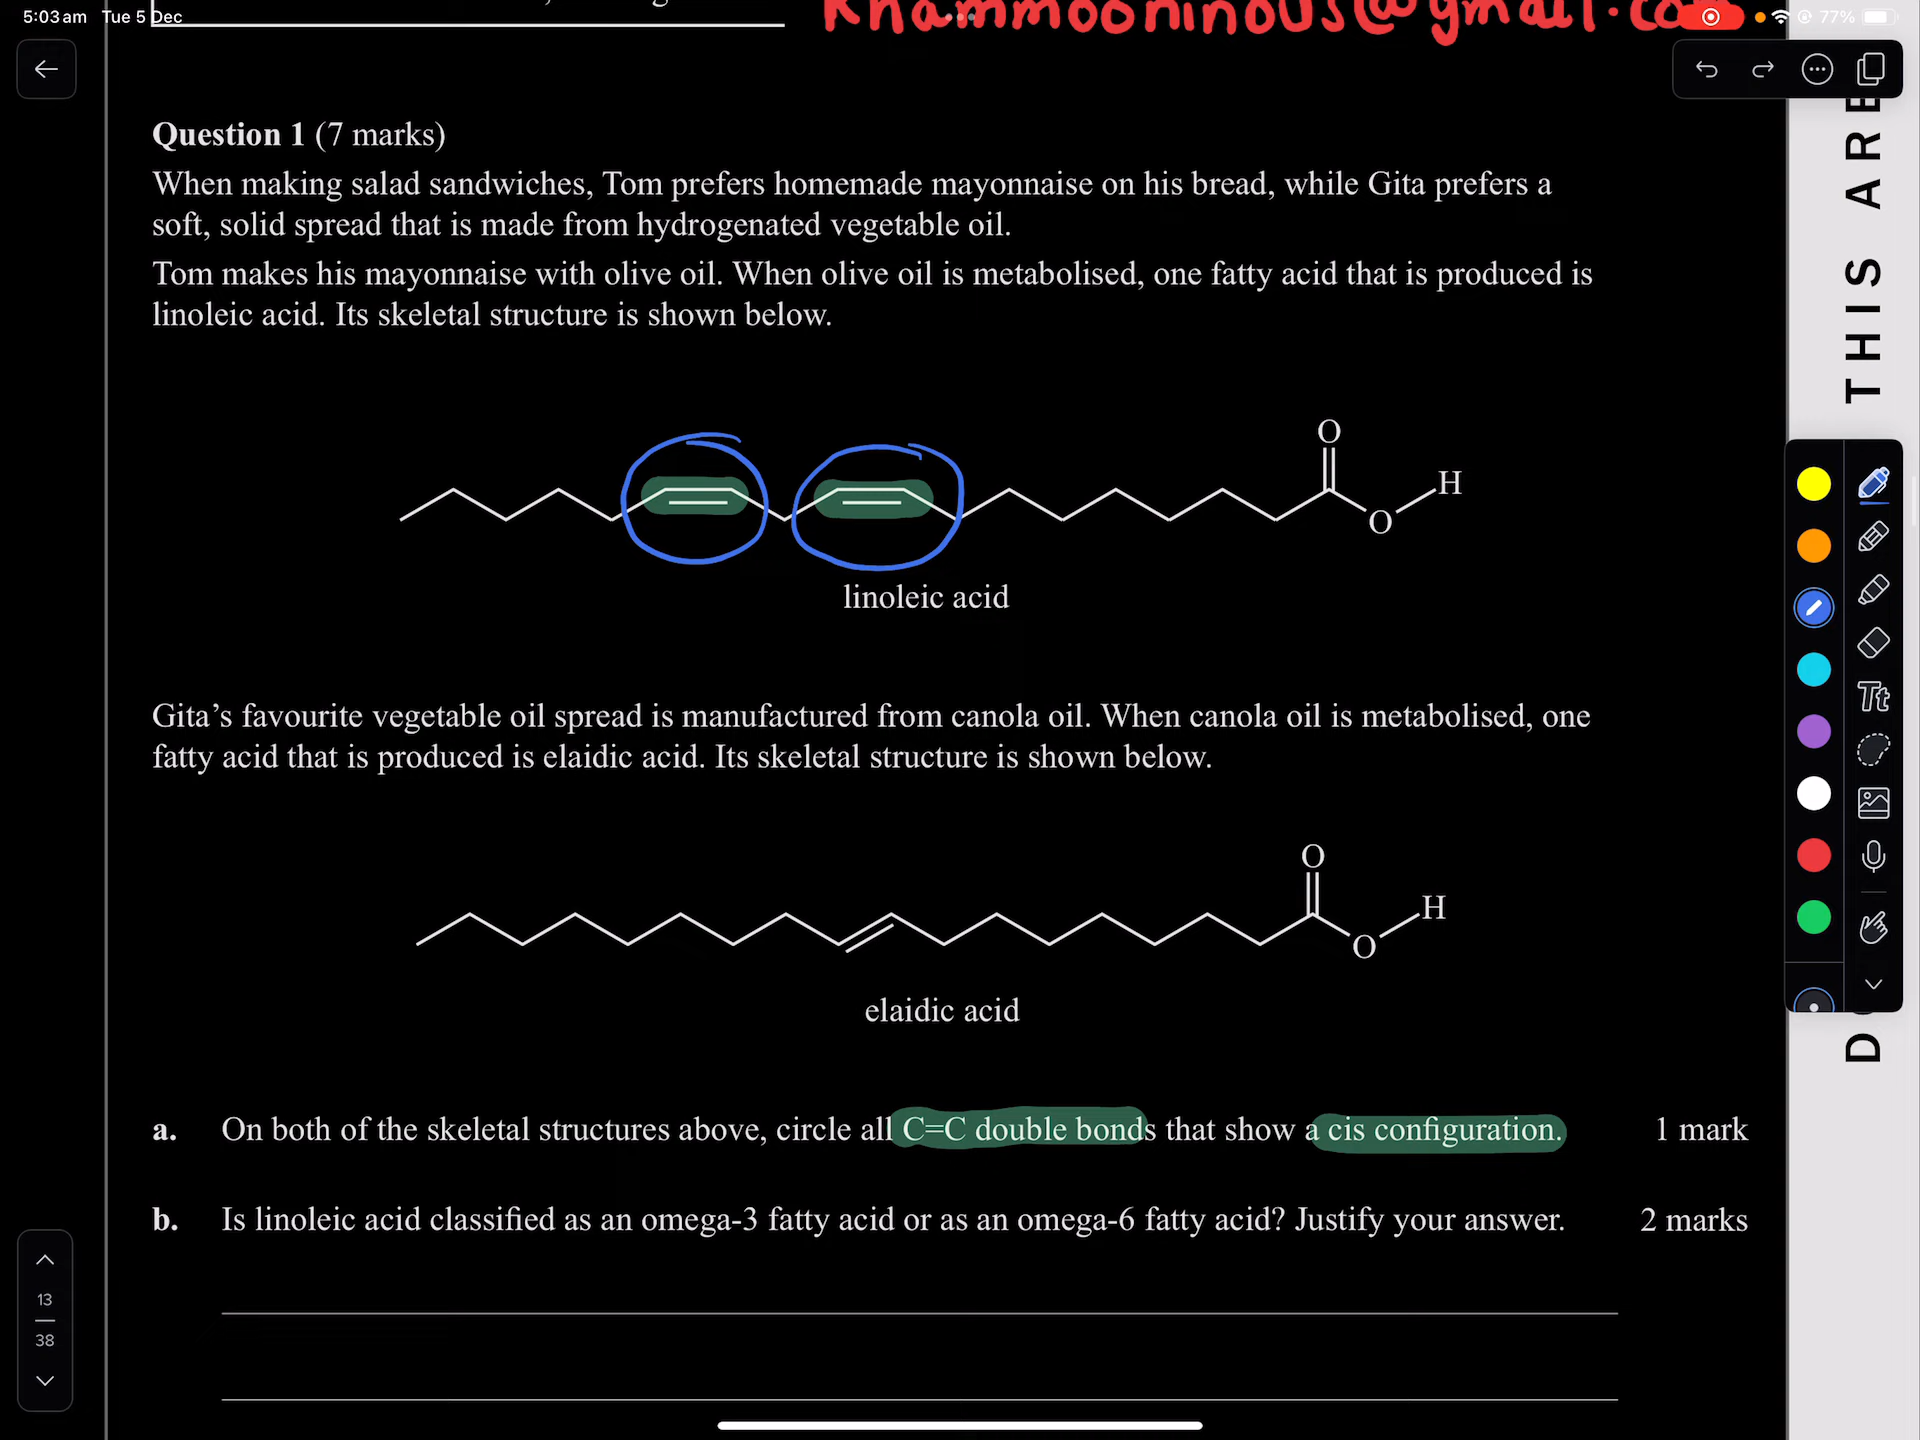 5:03 am Tue 5 Dec
77%
khammooninous@gmail.com
Question 1 (7 marks)
When making salad sandwiches, Tom prefers homemade mayonnaise on his bread, while Gita prefers a
soft, solid spread that is made from hydrogenated vegetable oil.
Tom makes his mayonnaise with olive oil. When olive oil is metabolised, one fatty acid that is produced is
linoleic acid. Its skeletal structure is shown below.
O
H
O
linoleic acid
Gita’s favourite vegetable oil spread is manufactured from canola oil. When canola oil is metabolised, one
fatty acid that is produced is elaidic acid. Its skeletal structure is shown below.
O
H
O
elaidic acid
a. On both of the skeletal structures above, circle all C=C double bonds that show a cis configuration. 1 mark
b. Is linoleic acid classified as an omega-3 fatty acid or as an omega-6 fatty acid? Justify your answer. 2 marks
13
38
Tt
D
THIS ARE